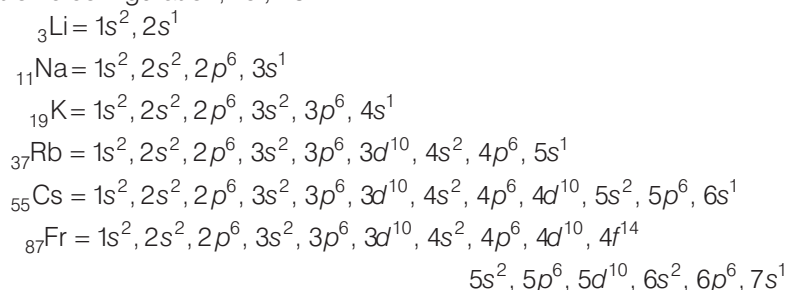 ₃Li = 1s², 2s¹
₁₁Na = 1s², 2s², 2p⁶, 3s¹
₁₉K = 1s², 2s², 2p⁶, 3s², 3p⁶, 4s¹
₃₇Rb = 1s², 2s², 2p⁶, 3s², 3p⁶, 3d¹⁰, 4s², 4p⁶, 5s¹
₅₅Cs = 1s², 2s², 2p⁶, 3s², 3p⁶, 3d¹⁰, 4s², 4p⁶, 4d¹⁰, 5s², 5p⁶, 6s¹
₈₇Fr = 1s², 2s², 2p⁶, 3s², 3p⁶, 3d¹⁰, 4s², 4p⁶, 4d¹⁰, 4f¹⁴
5s², 5p⁶, 5d¹⁰, 6s², 6p⁶, 7s¹